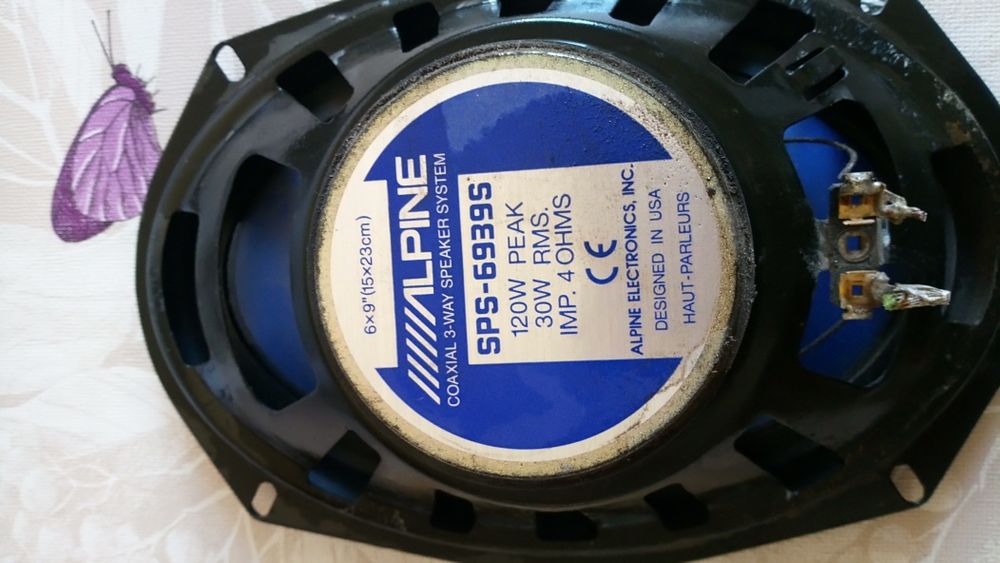 6×9"(15×23cm)
ALPINE
COAXIAL 3-WAY SPEAKER SYSTEM
SPS-6939S
120W PEAK
30W RMS.
IMP. 4 OHMS
CE
ALPINE ELECTRONICS, INC.
DESIGNED IN USA
HAUT-PARLEURS